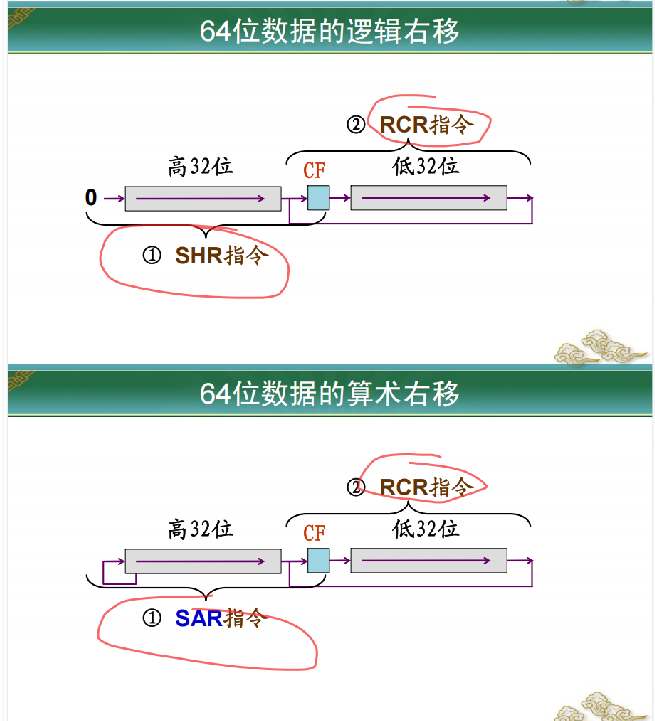 64位数据的逻辑右移
② RCR指令
高32位 CF 低32位
0
① SHR指令
64位数据的算术右移
② RCR指令
高32位 CF 低32位
① SAR指令